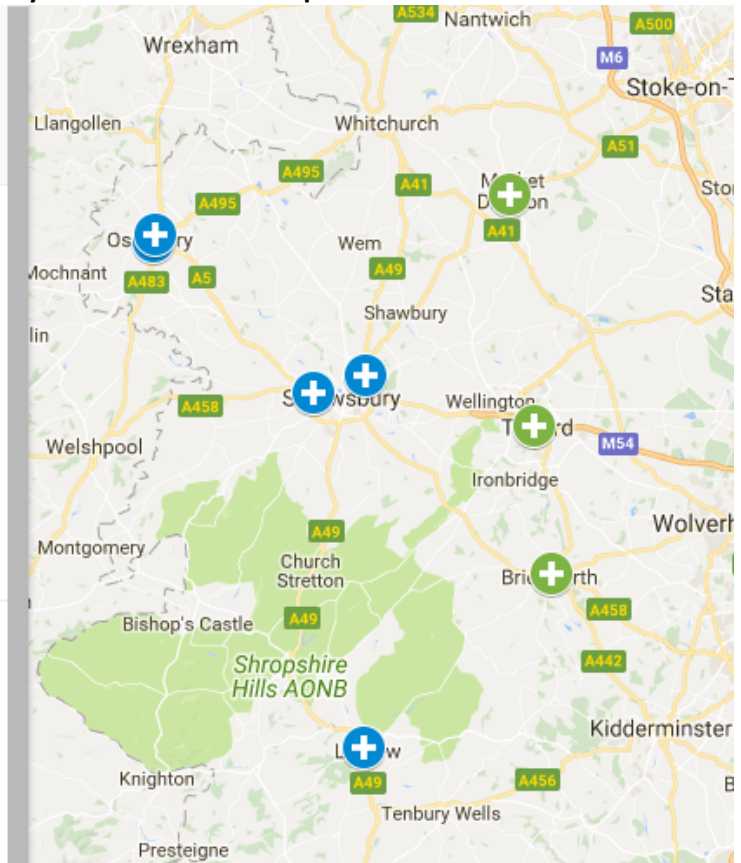 A534
Nantwich
A500
Wrexham
M6
Stoke-on-T
Llangollen
Whitchurch
A51
A495
A41
Sto
A495
A41
Wem
Mochnant
A49
A483
A5
Sta
Shawbury
lin
Wellington
A458
M54
Welshpool
Ironbridge
Wolverh
A49
Montgomery
Church
Stretton
A458
Bishop's Castle
A49
A442
Shropshire
Hills AONB
Kidderminster
Knighton
A49
A456
B
Tenbury Wells
Presteigne